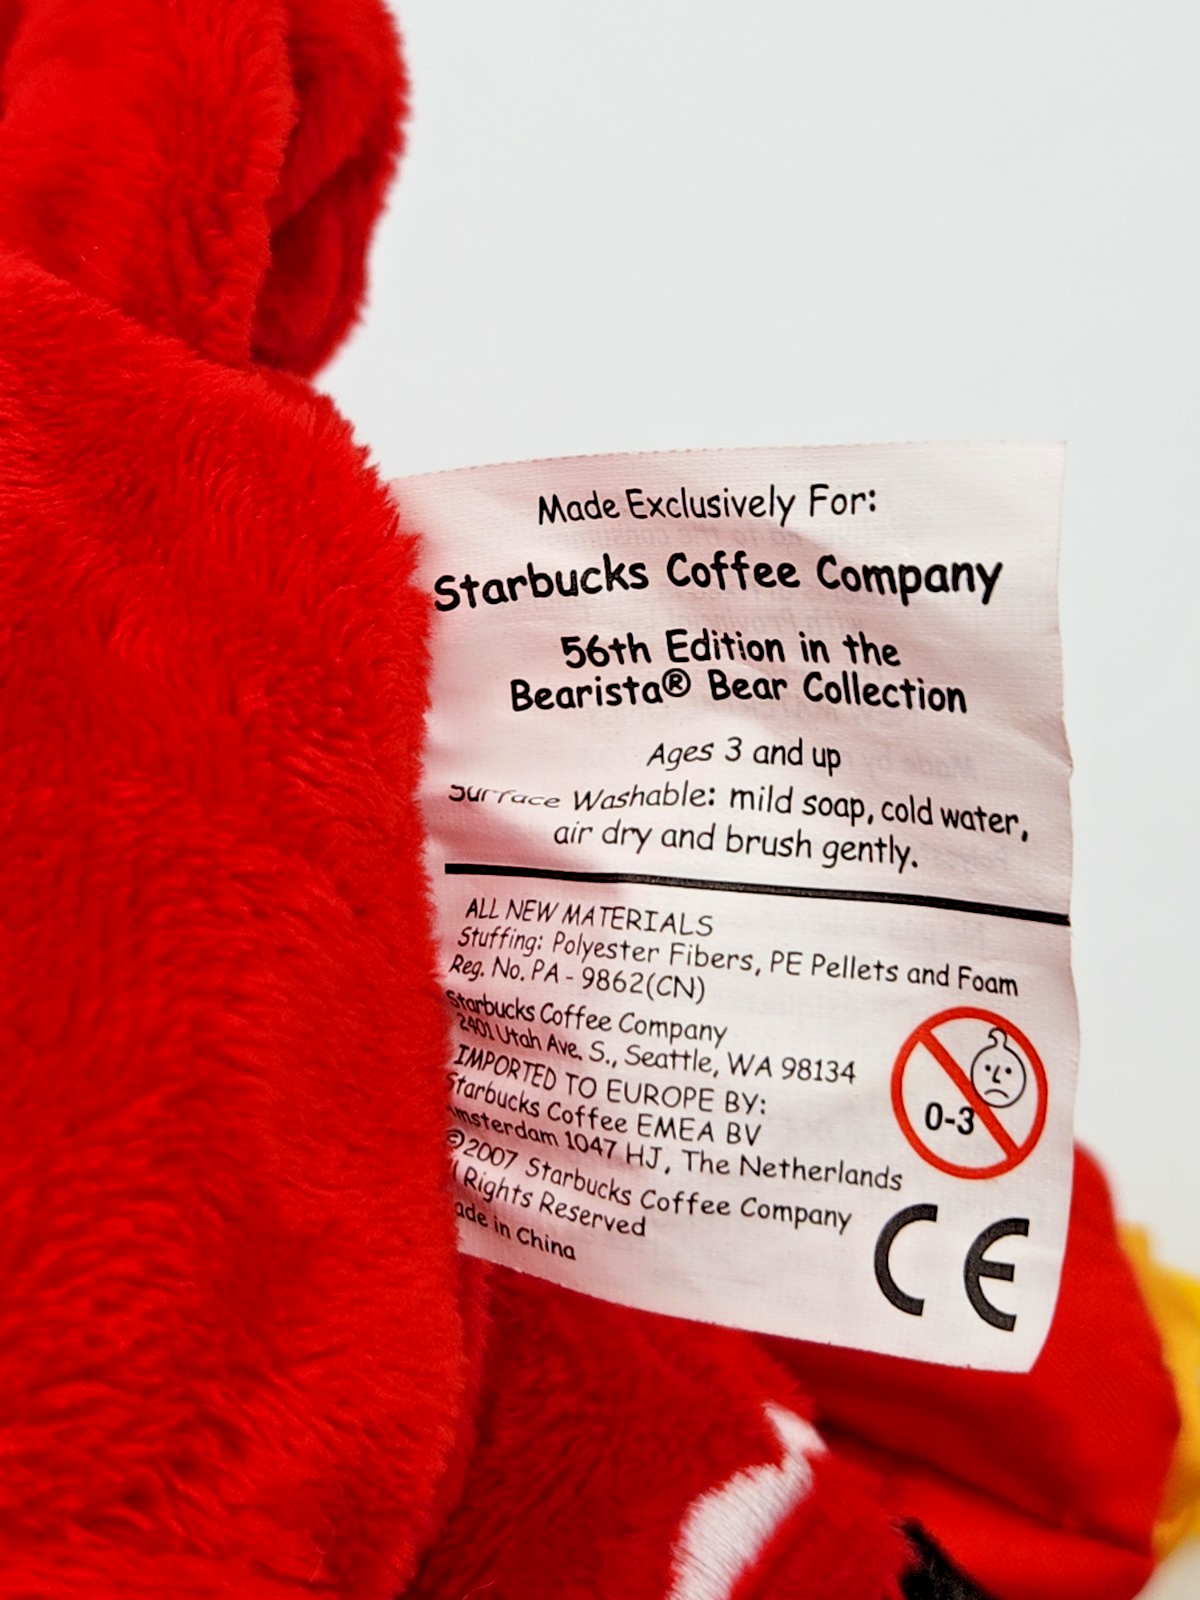 Made Exclusively For:
Starbucks Coffee Company
56th Edition in the
Bearista® Bear Collection
Ages 3 and up
Surface Washable: mild soap, cold water,
air dry and brush gently.
ALL NEW MATERIALS
Stuffing: Polyester Fibers, PE Pellets and Foam
Reg. No. PA - 9862(CN)
Starbucks Coffee Company
2401 Utah Ave. S., Seattle, WA 98134
IMPORTED TO EUROPE BY:
Starbucks Coffee EMEA BV
msterdam 1047 HJ, The Netherlands
©2007 Starbucks Coffee Company
l Rights Reserved
ade in China
0-3
CE